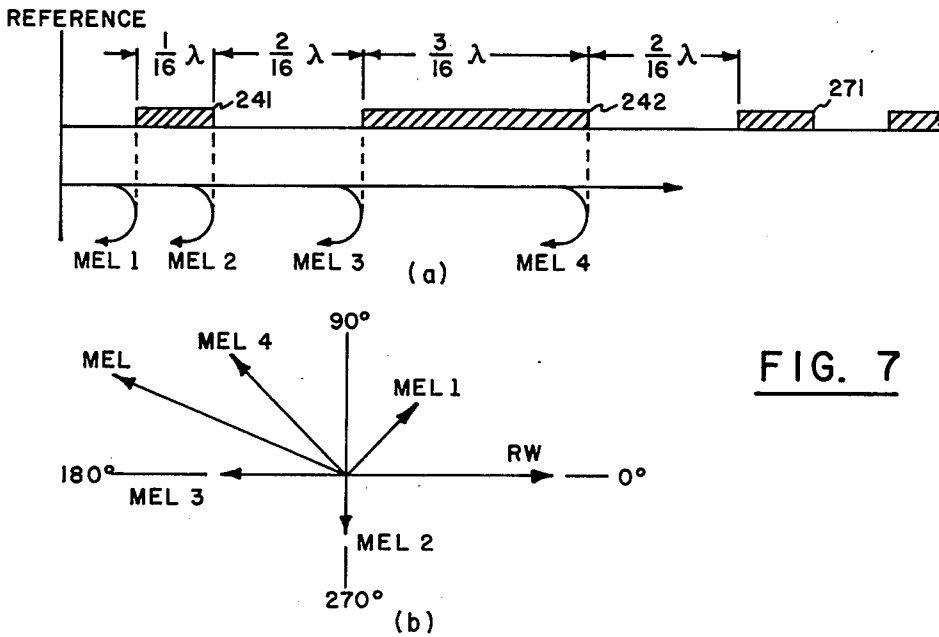 REFERENCE
1/16 λ 2/16 λ 3/16 λ 2/16 λ
241 242 271
MEL 1 MEL 2 MEL 3 MEL 4
(a)
90°
MEL MEL 4 MEL 1
FIG. 7
RW
180° 0°
MEL 3
MEL 2
270°
(b)